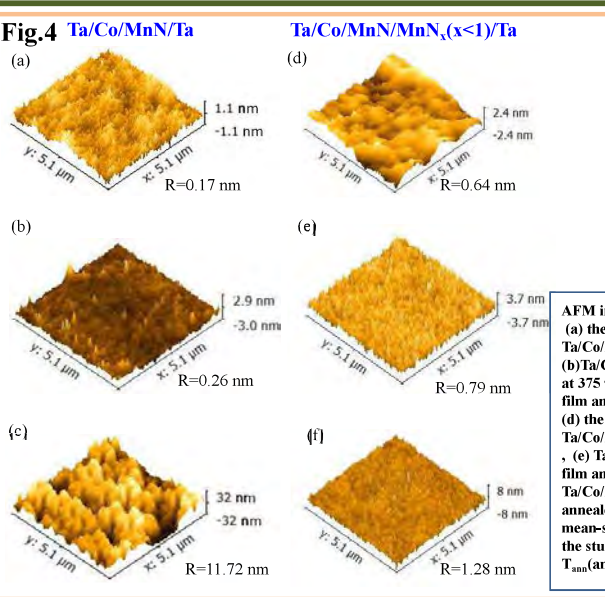 Fig.4 Ta/Co/MnN/Ta
Ta/Co/MnN/MnNx(x<1)/Ta
(a)
1.1 nm
-1.1 nm
y: 5.1 µm
x: 5.1 µm
R=0.17 nm
(d)
2.4 nm
-2.4 nm
y: 5.1 µm
x: 5.1 µm
R=0.64 nm
(b)
2.9 nm
-3.0 nm
y: 5.1 µm
x: 5.1 µm
R=0.26 nm
(e)
3.7 nm
-3.7 nm
y: 5.1 µm
x: 5.1 µm
R=0.79 nm
(c)
32 nm
-32 nm
y: 5.1 µm
x: 5.1 µm
R=11.72 nm
(f)
8 nm
-8 nm
y: 5.1 µm
x: 5.1 µm
R=1.28 nm
AFM i
(a) the
Ta/Co/
(b)Ta/C
at 375
film an
(d) the
Ta/Co/
, (e) Ta
film an
Ta/Co/
anneal
mean-s
the stu
Tann(an